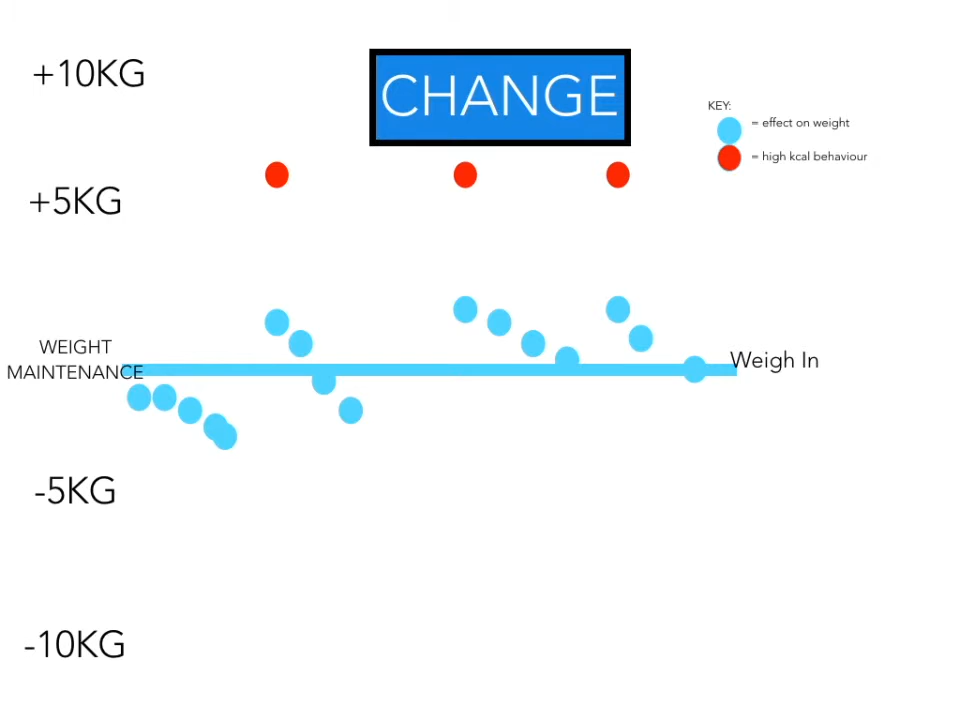 +10KG
CHANGE
KEY:
= effect on weight
= high kcal behaviour
+5KG
WEIGHT
MAINTENANCE
Weigh In
-5KG
-10KG